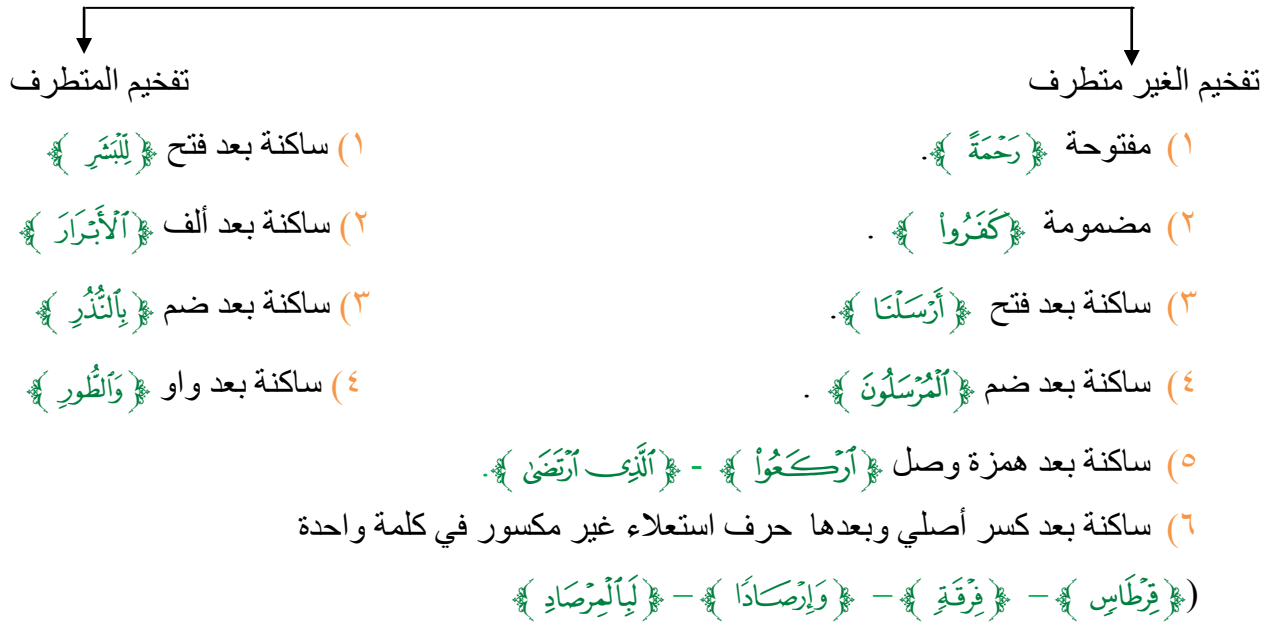 تفخيم الغير متطرف تفخيم المتطرف
١) مفتوحة ﴿ رَحْمَةً ﴾. ١) ساكنة بعد فتح ﴿ لِّلْبَشَرِ ﴾
٢) مضمومة ﴿ كَفَرُوا۟ ﴾ . ٢) ساكنة بعد ألف ﴿ ٱلْأَبْرَارَ ﴾
٣) ساكنة بعد فتح ﴿ أَرْسَلْنَا ﴾. ٣) ساكنة بعد ضم ﴿ بِٱلنُّذُرِ ﴾
٤) ساكنة بعد ضم ﴿ ٱلْمُرْسَلُونَ ﴾ . ٤) ساكنة بعد واو ﴿ وَٱلطُّورِ ﴾
٥) ساكنة بعد همزة وصل ﴿ ٱرْكَعُوا۟ ﴾ - ﴿ ٱلَّذِى ٱرْتَضَىٰ ﴾.
٦) ساكنة بعد كسر أصلي وبعدها حرف استعلاء غير مكسور في كلمة واحدة
(﴿ قِرْطَاسٍ ﴾ – ﴿ فِرْقَةٍ ﴾ – ﴿ وَإِرْصَادًا ﴾ – ﴿ لَبِٱلْمِرْصَادِ ﴾